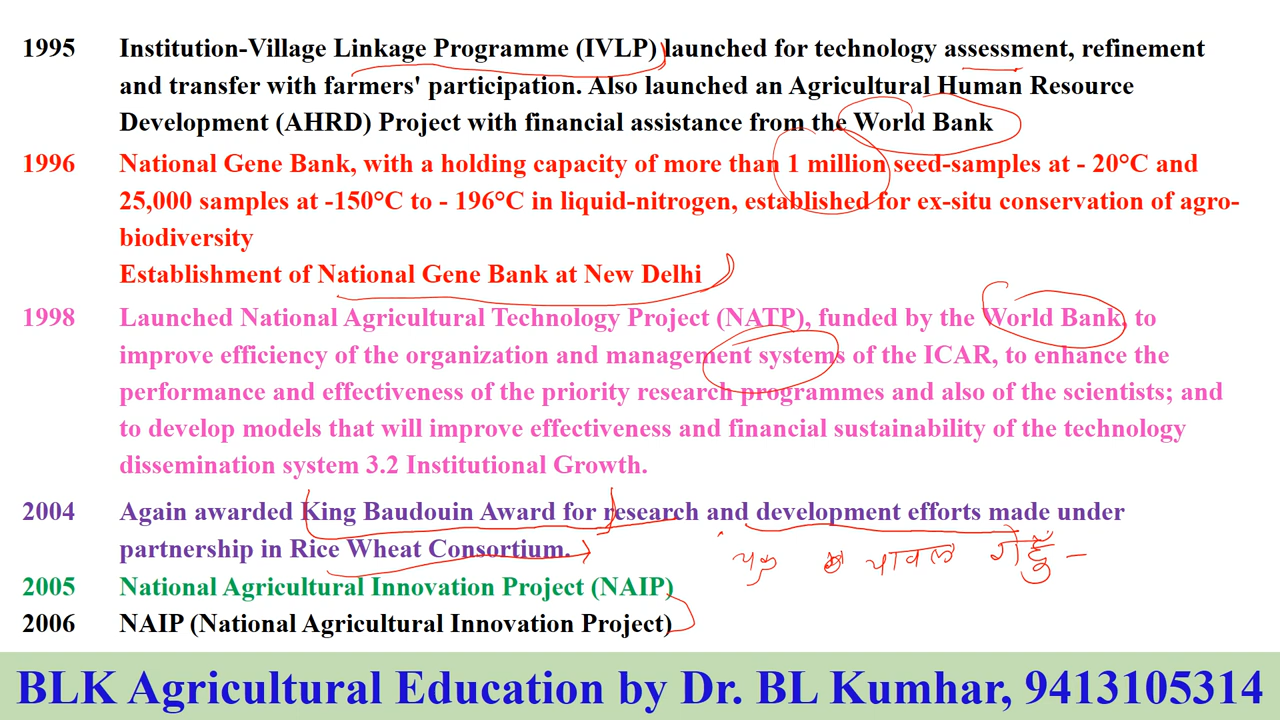 1995 Institution-Village Linkage Programme (IVLP) launched for technology assessment, refinement
and transfer with farmers' participation. Also launched an Agricultural Human Resource
Development (AHRD) Project with financial assistance from the World Bank
1996 National Gene Bank, with a holding capacity of more than 1 million seed-samples at - 20°C and
25,000 samples at -150°C to - 196°C in liquid-nitrogen, established for ex-situ conservation of agro-
biodiversity
Establishment of National Gene Bank at New Delhi
1998 Launched National Agricultural Technology Project (NATP), funded by the World Bank, to
improve efficiency of the organization and management systems of the ICAR, to enhance the
performance and effectiveness of the priority research programmes and also of the scientists; and
to develop models that will improve effectiveness and financial sustainability of the technology
dissemination system 3.2 Institutional Growth.
2004 Again awarded King Baudouin Award for research and development efforts made under
partnership in Rice Wheat Consortium.
चावल गेहूँ
2005 National Agricultural Innovation Project (NAIP)
2006 NAIP (National Agricultural Innovation Project)
BLK Agricultural Education by Dr. BL Kumhar, 9413105314